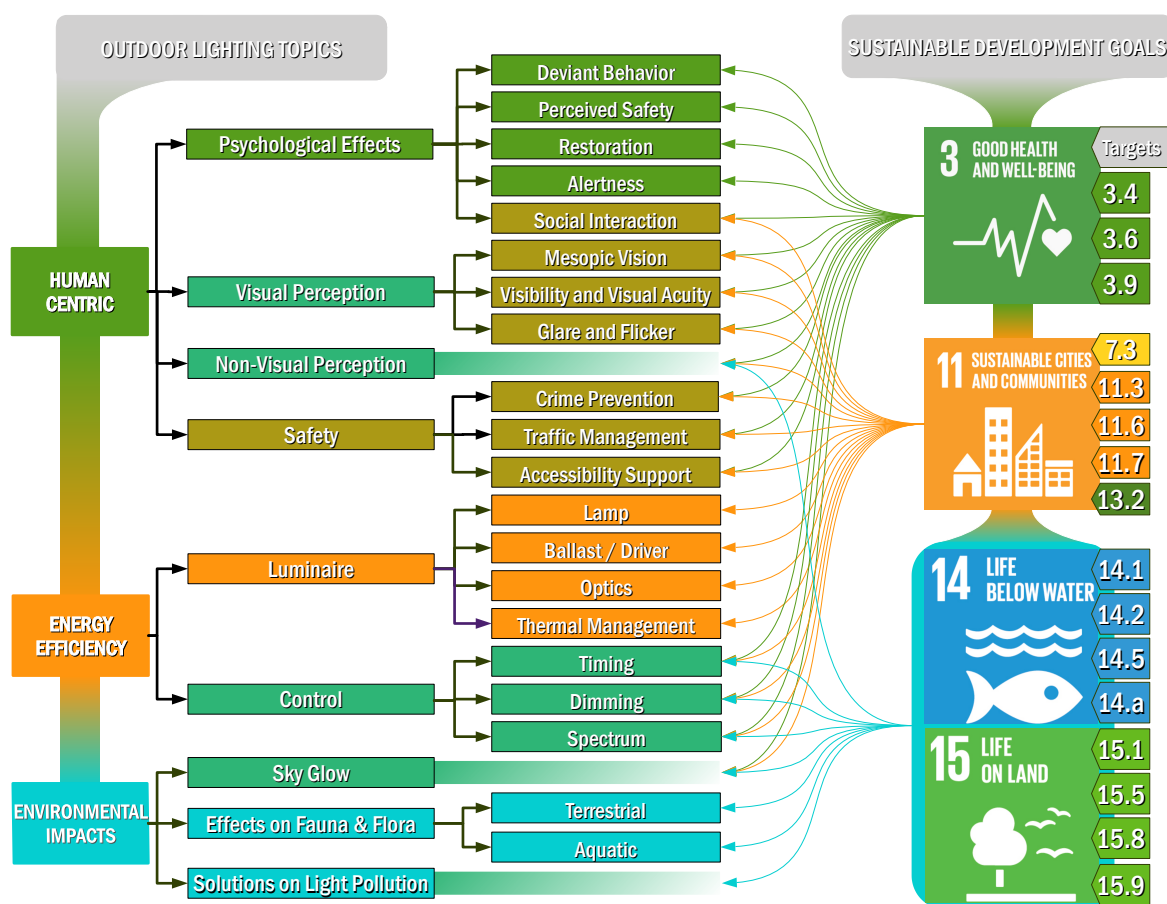 OUTDOOR LIGHTING TOPICS
SUSTAINABLE DEVELOPMENT GOALS
HUMAN
CENTRIC
ENERGY
EFFICIENCY
ENVIRONMENTAL
IMPACTS
Psychological Effects
Visual Perception
Non-Visual Perception
Safety
Luminaire
Control
Sky Glow
Effects on Fauna & Flora
Solutions on Light Pollution
Deviant Behavior
Perceived Safety
Restoration
Alertness
Social Interaction
Mesopic Vision
Visibility and Visual Acuity
Glare and Flicker
Crime Prevention
Traffic Management
Accessibility Support
Lamp
Ballast / Driver
Optics
Thermal Management
Timing
Dimming
Spectrum
Terrestrial
Aquatic
3 GOOD HEALTH
AND WELL-BEING
Targets
3.4
3.6
3.9
11 SUSTAINABLE CITIES
AND COMMUNITIES
7.3
11.3
11.6
11.7
13.2
14 LIFE
BELOW WATER
14.1
14.2
14.5
14.a
15 LIFE
ON LAND
15.1
15.5
15.8
15.9